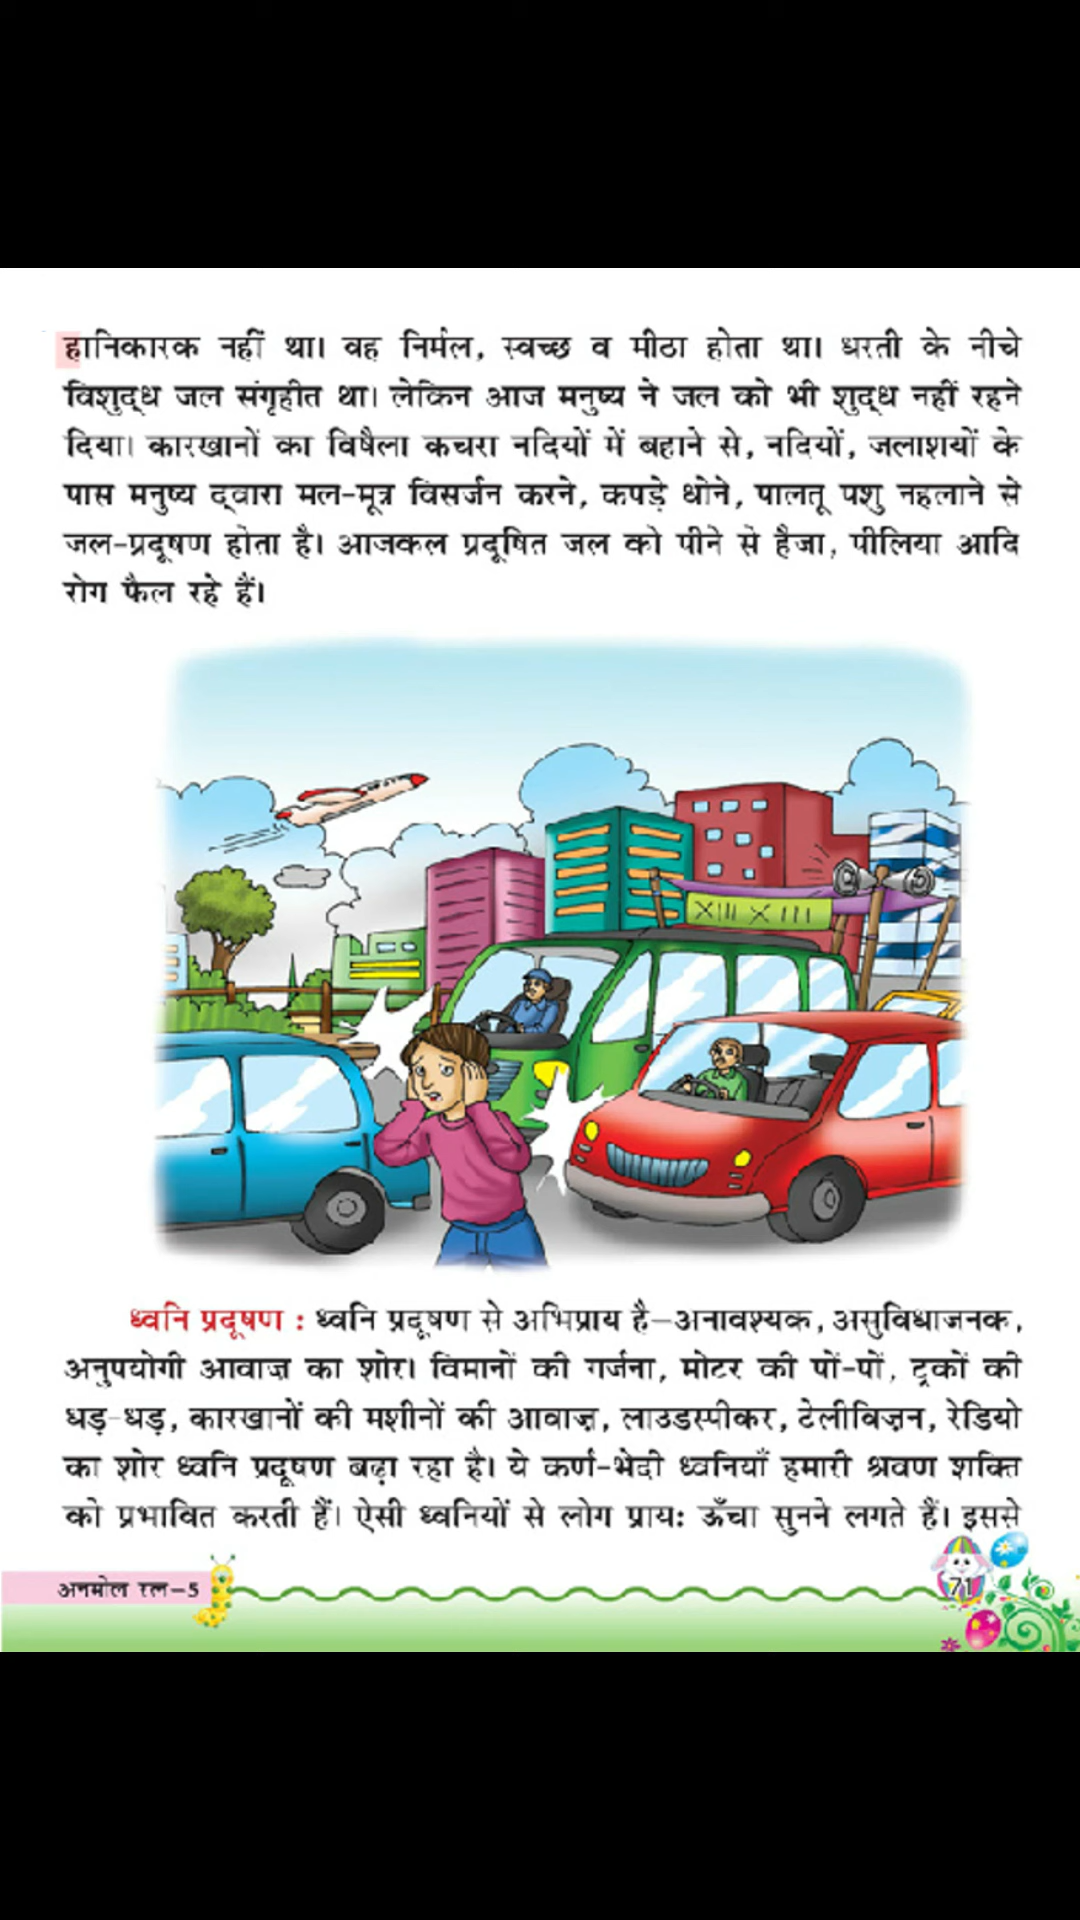 हानिकारक नहीं था। वह निर्मल, स्वच्छ व मीठा होता था। धरती के नीचे
विशुद्ध जल संगृहीत था। लेकिन आज मनुष्य ने जल को भी शुद्ध नहीं रहने
दिया। कारखानों का विषैला कचरा नदियों में बहाने से, नदियों, जलाशयों के
पास मनुष्य द्वारा मल-मूत्र विसर्जन करने, कपड़े धोने, पालतू पशु नहलाने से
जल-प्रदूषण होता है। आजकल प्रदूषित जल को पीने से हैजा, पीलिया आदि
रोग फैल रहे हैं।
XIII XIII
ध्वनि प्रदूषण : ध्वनि प्रदूषण से अभिप्राय है–अनावश्यक, असुविधाजनक,
अनुपयोगी आवाज़ का शोर। विमानों की गर्जना, मोटर की पों-पों, ट्रकों की
धड़-धड़, कारखानों की मशीनों की आवाज़, लाउडस्पीकर, टेलीविज़न, रेडियो
का शोर ध्वनि प्रदूषण बढ़ा रहा है। ये कर्ण-भेदी ध्वनियाँ हमारी श्रवण शक्ति
को प्रभावित करती हैं। ऐसी ध्वनियों से लोग प्रायः ऊँचा सुनने लगते हैं। इससे
अनमोल रत्न–5
71